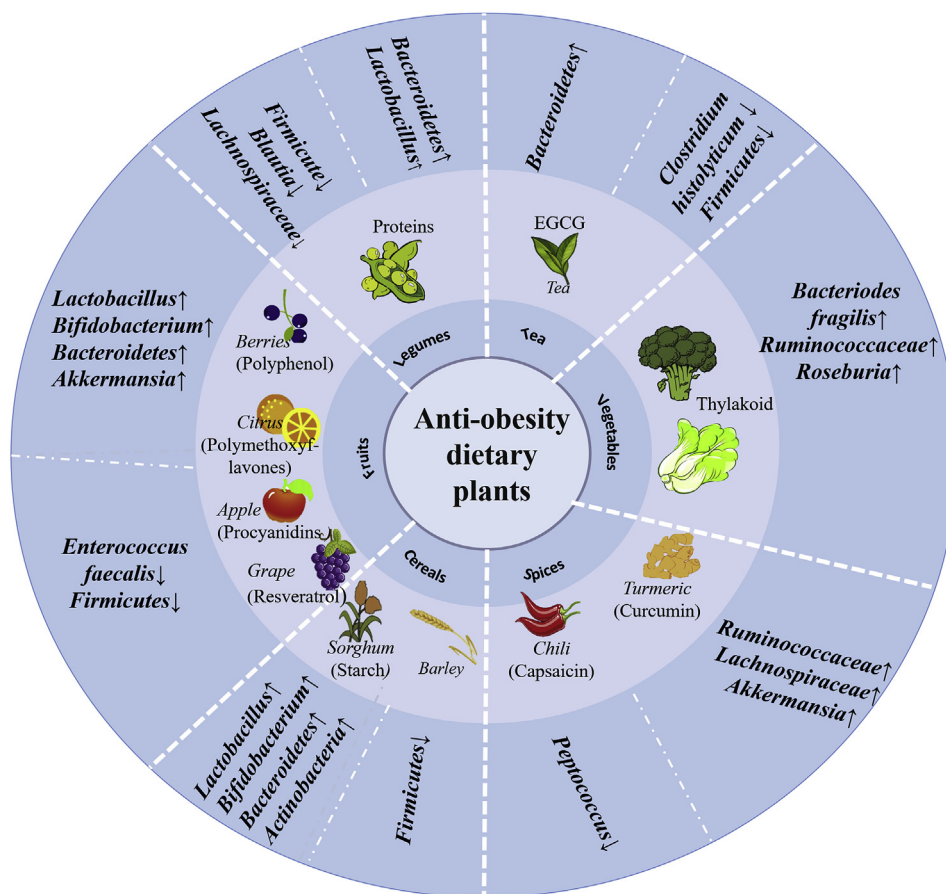 Anti-obesity
dietary
plants
Legumes
Tea
Vegetables
Spices
Cereals
Fruits
Proteins
EGCG
Tea
Thylakoid
Turmeric
(Curcumin)
Chili
(Capsaicin)
Barley
Sorghum
(Starch)
Grape
(Resveratrol)
Apple
(Procyanidins)
Citrus
(Polymethoxyf-
lavones)
Berries
(Polyphenol)
Firmicute↓
Blautia↓
Lachnospiraceae↓
Bacteroidetes↑
Lactobacillus↑
Bacteroidetes↑
Clostridium
histolyticum↓
Firmicutes↓
Bacteriodes
fragilis↑
Ruminococcaceae↑
Roseburia↑
Ruminococcaceae↑
Lachnospiraceae↑
Akkermansia↑
Peptococcus↓
Firmicutes↓
Lactobacillus↑
Bifidobacterium↑
Bacteroidetes↑
Actinobacteria↑
Enterococcus
faecalis↓
Firmicutes↓
Lactobacillus↑
Bifidobacterium↑
Bacteroidetes↑
Akkermansia↑